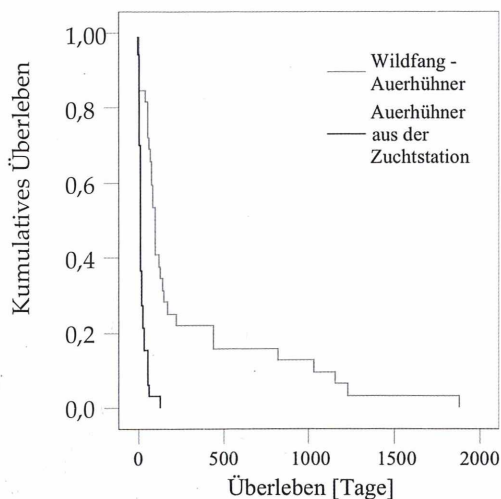 Kumulatives Überleben
1,00
0,8
0,6
0,4
0,2
0,0
Wildfang -
Auerhühner
Auerhühner
aus der
Zuchtstation
0
500
1000
1500
2000
Überleben [Tage]